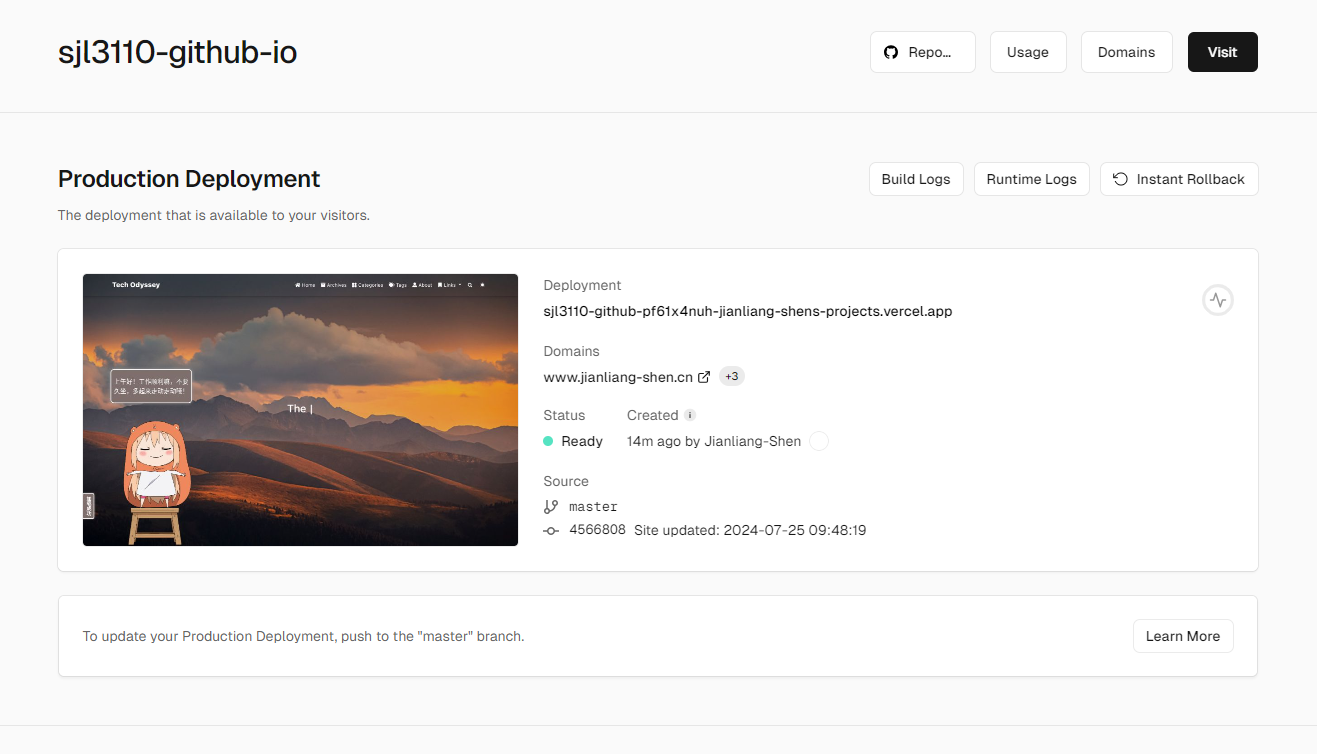 sjl3110-github-io
Repo...
Usage
Domains
Visit
Production Deployment
The deployment that is available to your visitors.
Build Logs
Runtime Logs
Instant Rollback
Tech Odyssey
Home
Archives
Categories
Tags
About
Links
上午好！工作顺利嘛，不要
久坐，多起来走动走动哦！
The |
Deployment
sjl3110-github-pf61x4nuh-jianliang-shens-projects.vercel.app
Domains
www.jianliang-shen.cn
+3
Status
Created
Ready
14m ago by Jianliang-Shen
Source
master
4566808 Site updated: 2024-07-25 09:48:19
To update your Production Deployment, push to the "master" branch.
Learn More